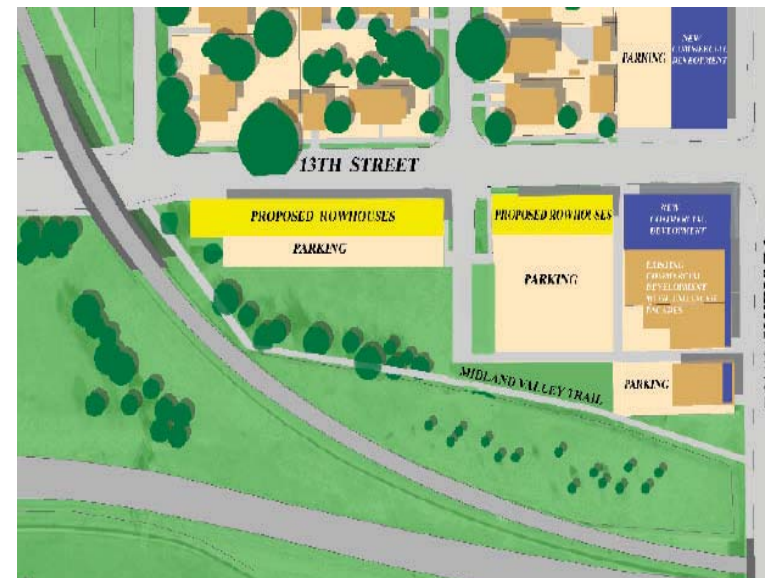 PARKING
NEW
COMMERCIAL
DEVELOPMENT
13TH STREET
PROPOSED ROWHOUSES
PARKING
PROPOSED ROWHOUSES
PARKING
NEW
COMMERCIAL
DEVELOPMENT
EXISTING
COMMERCIAL
DEVELOPMENT
MIDLAND VALLEY TRAIL
PARKING